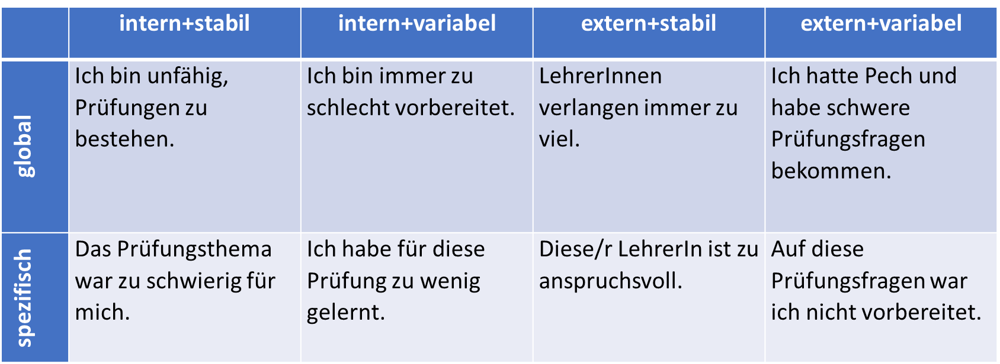 intern+stabil
intern+variabel
extern+stabil
extern+variabel
global
Ich bin unfähig,
Prüfungen zu
bestehen.
Ich bin immer zu
schlecht vorbereitet.
LehrerInnen
verlangen immer zu
viel.
Ich hatte Pech und
habe schwere
Prüfungsfragen
bekommen.
spezifisch
Das Prüfungsthema
war zu schwierig für
mich.
Ich habe für diese
Prüfung zu wenig
gelernt.
Diese/r LehrerIn ist zu
anspruchsvoll.
Auf diese
Prüfungsfragen war
ich nicht vorbereitet.